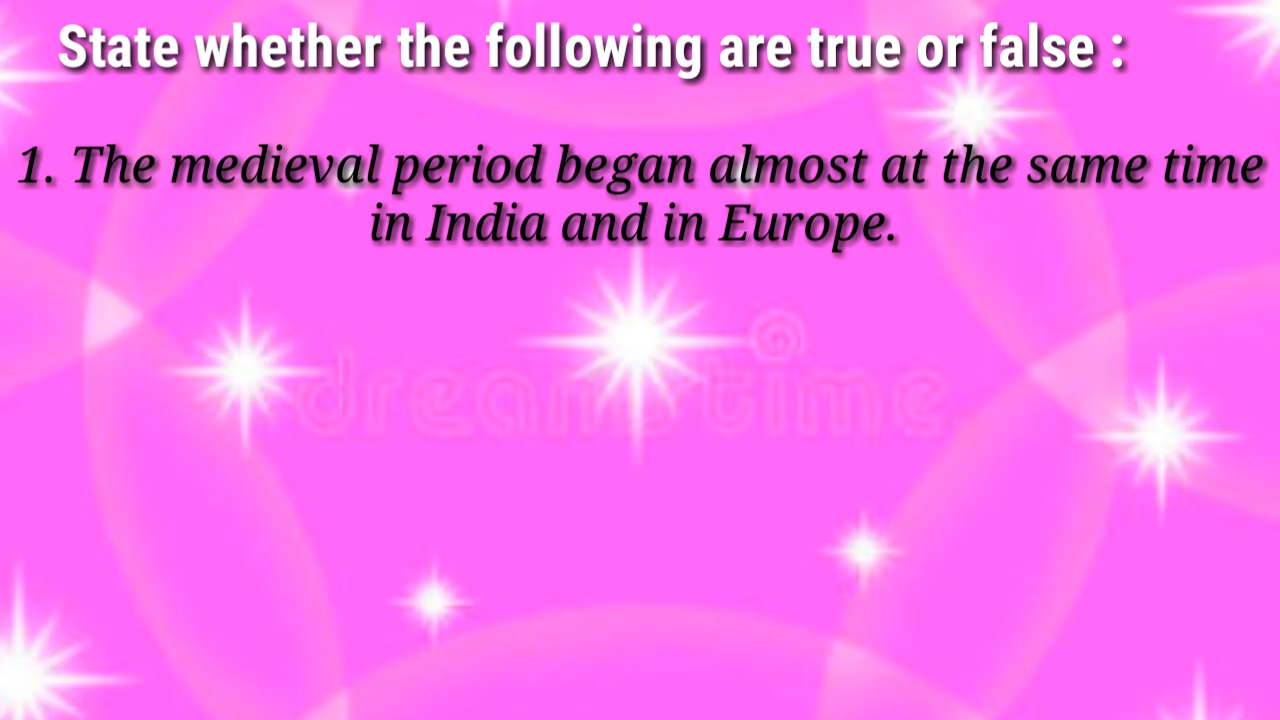 State whether the following are true or false :
1. The medieval period began almost at the same time
in India and in Europe.
dreamstime